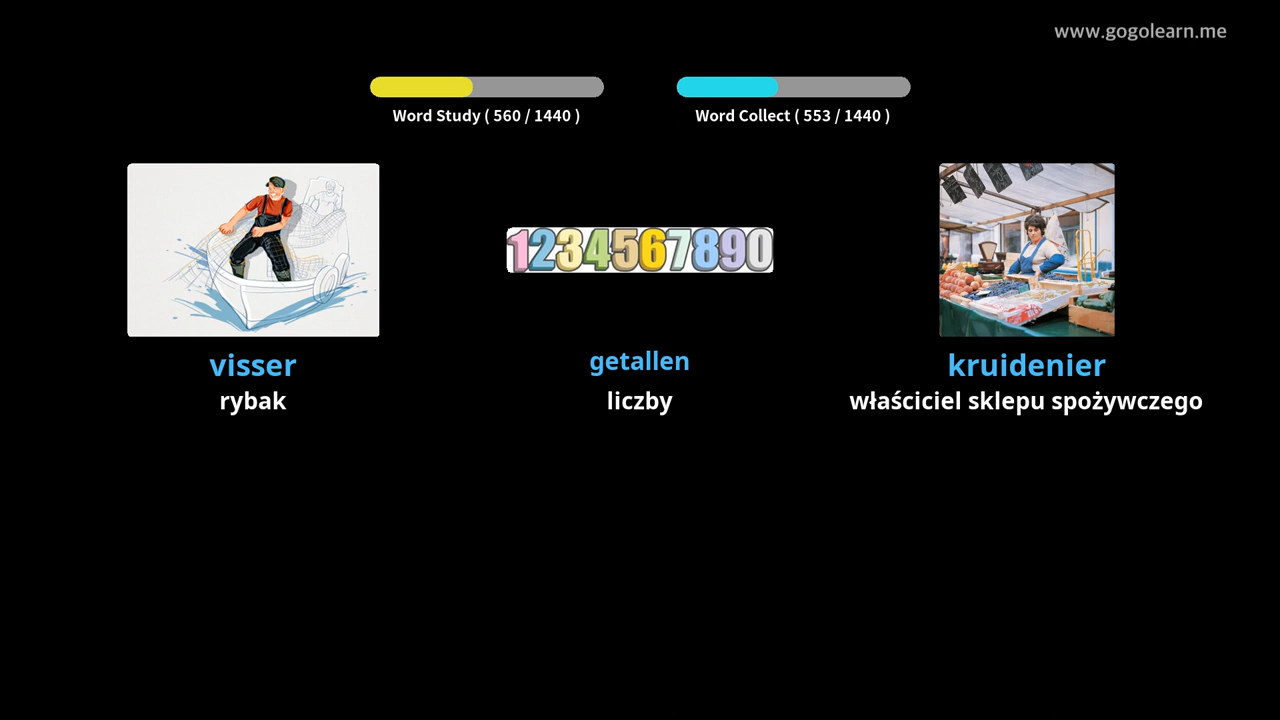 www.gogolearn.me
Word Study ( 560 / 1440 )
Word Collect ( 553 / 1440 )
1234567890
visser
getallen
kruidenier
rybak
liczby
właściciel sklepu spożywczego